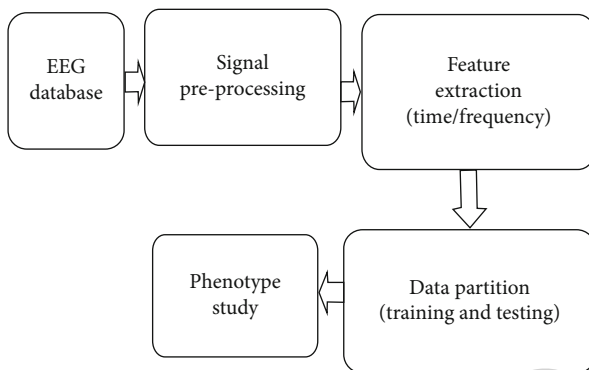 EEG
database
Signal
pre-processing
Feature
extraction
(time/frequency)
Data partition
(training and testing)
Phenotype
study